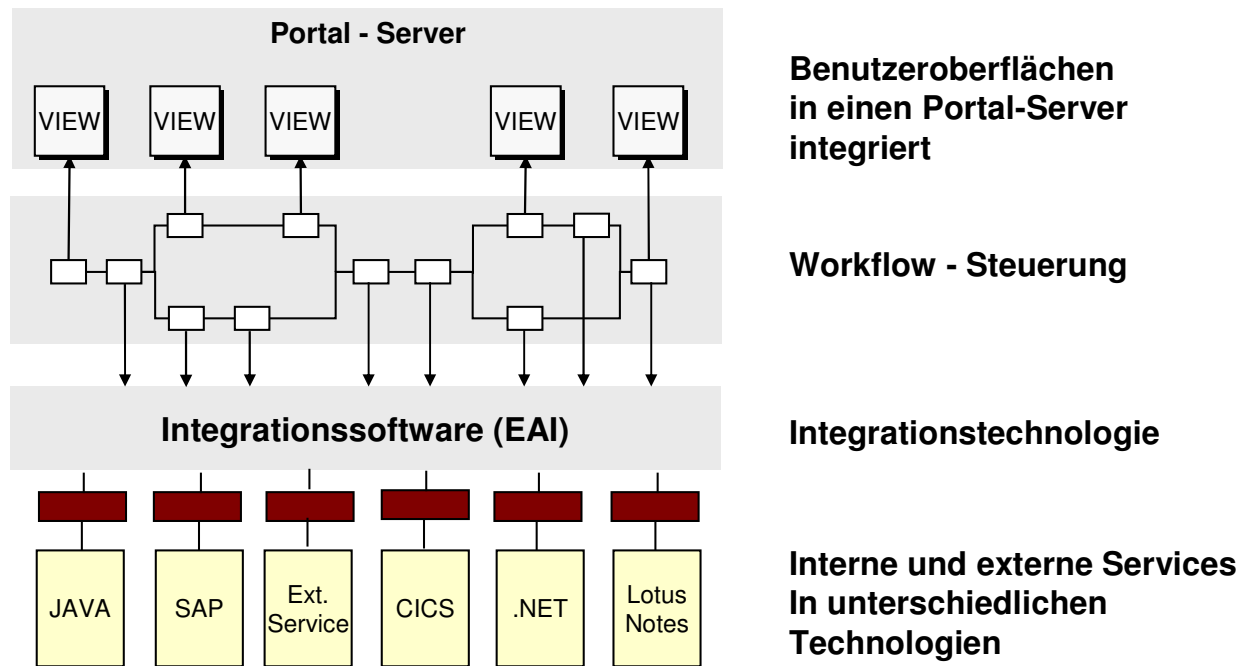 Portal - Server
VIEW
VIEW
VIEW
VIEW
VIEW
Benutzeroberflächen
in einen Portal-Server
integriert
Workflow - Steuerung
Integrationssoftware (EAI)
Integrationstechnologie
JAVA
SAP
Ext.
Service
CICS
.NET
Lotus
Notes
Interne und externe Services
In unterschiedlichen
Technologien